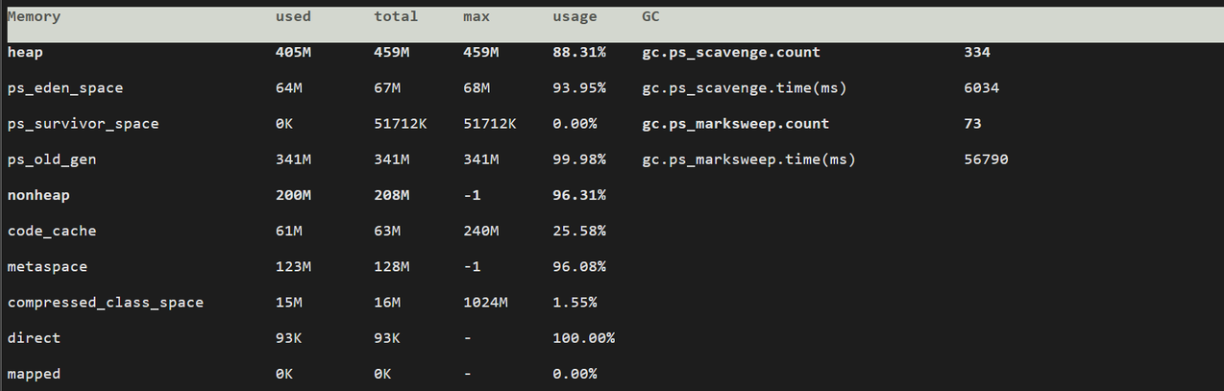 Memory used total max usage GC
heap 405M 459M 459M 88.31% gc.ps_scavenge.count 334
ps_eden_space 64M 67M 68M 93.95% gc.ps_scavenge.time(ms) 6034
ps_survivor_space 0K 51712K 51712K 0.00% gc.ps_marksweep.count 73
ps_old_gen 341M 341M 341M 99.98% gc.ps_marksweep.time(ms) 56790
nonheap 200M 208M -1 96.31%
code_cache 61M 63M 240M 25.58%
metaspace 123M 128M -1 96.08%
compressed_class_space 15M 16M 1024M 1.55%
direct 93K 93K - 100.00%
mapped 0K 0K - 0.00%